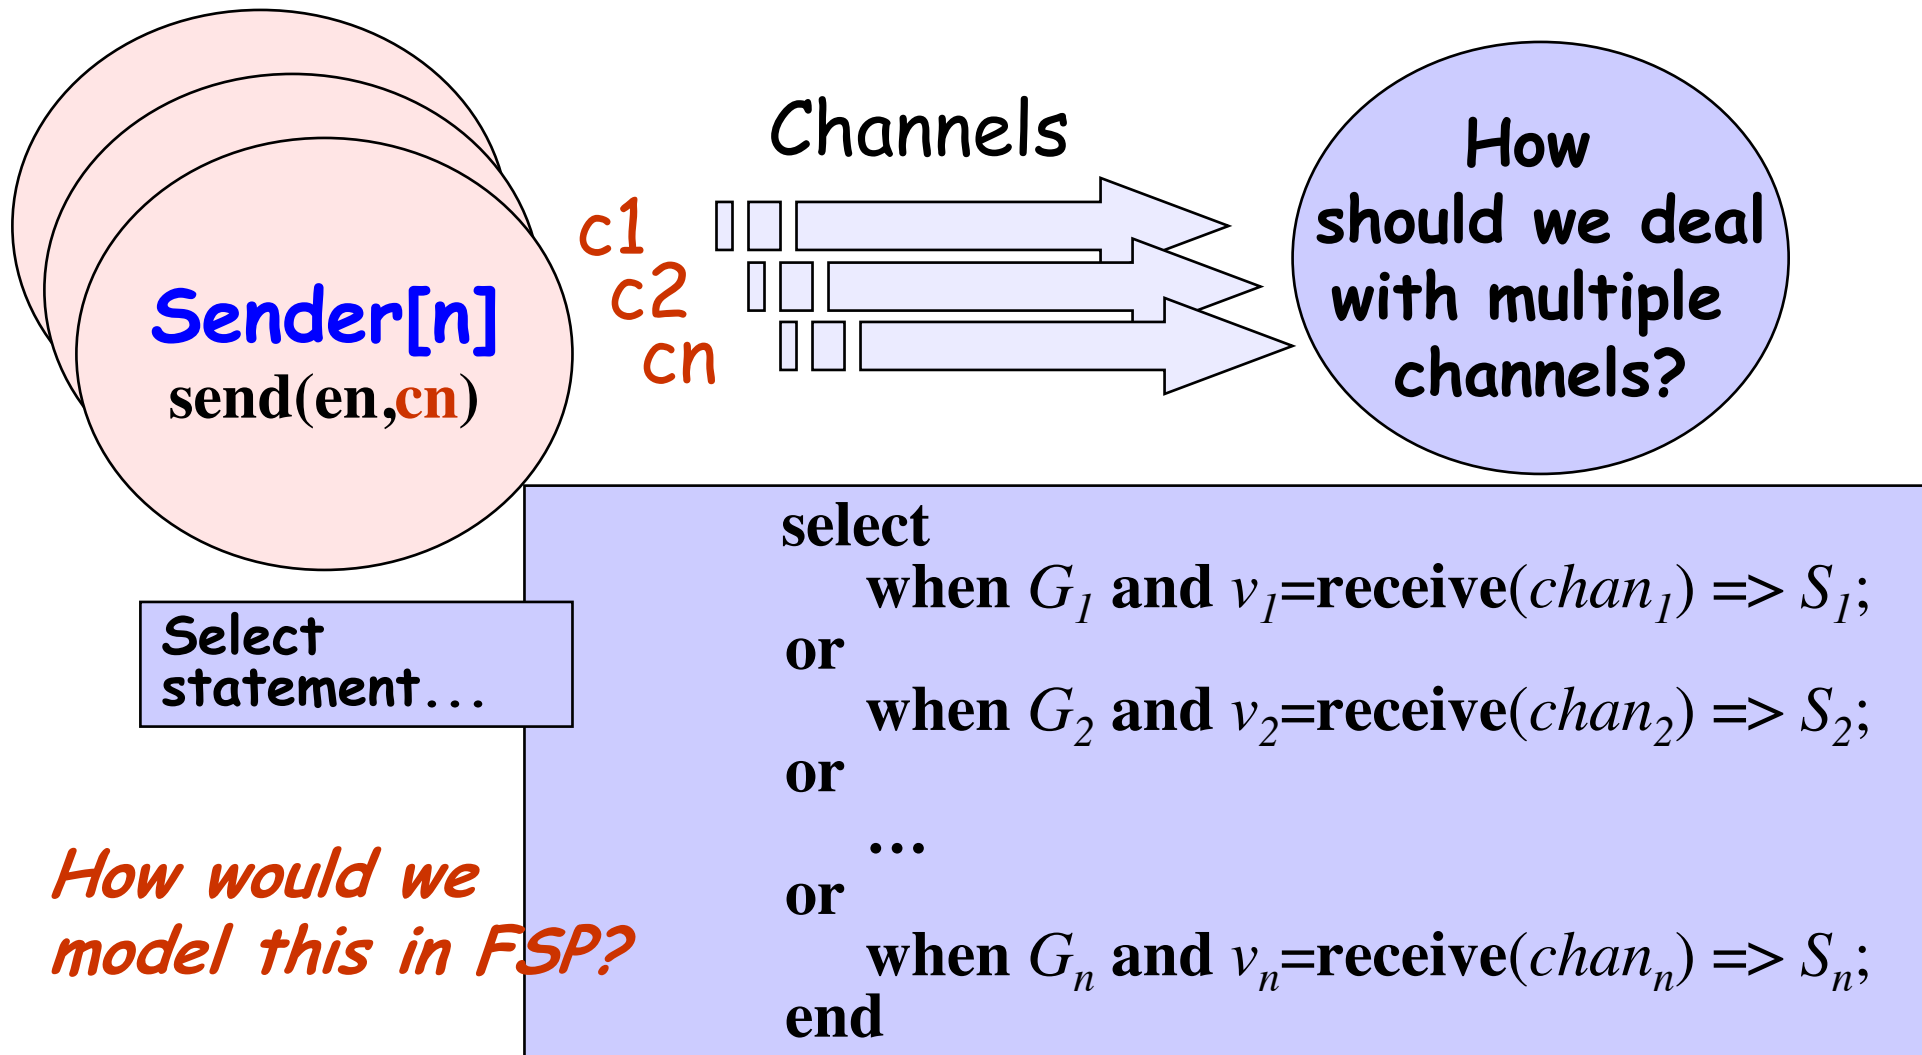 Channels
c1
c2
cn
Sender[n]
send(en,cn)
How
should we deal
with multiple
channels?
Select
statement...
select
when G1 and v1=receive(chan1) => S1;
or
when G2 and v2=receive(chan2) => S2;
or
...
or
when Gn and vn=receive(chann) => Sn;
end
How would we
model this in FSP?